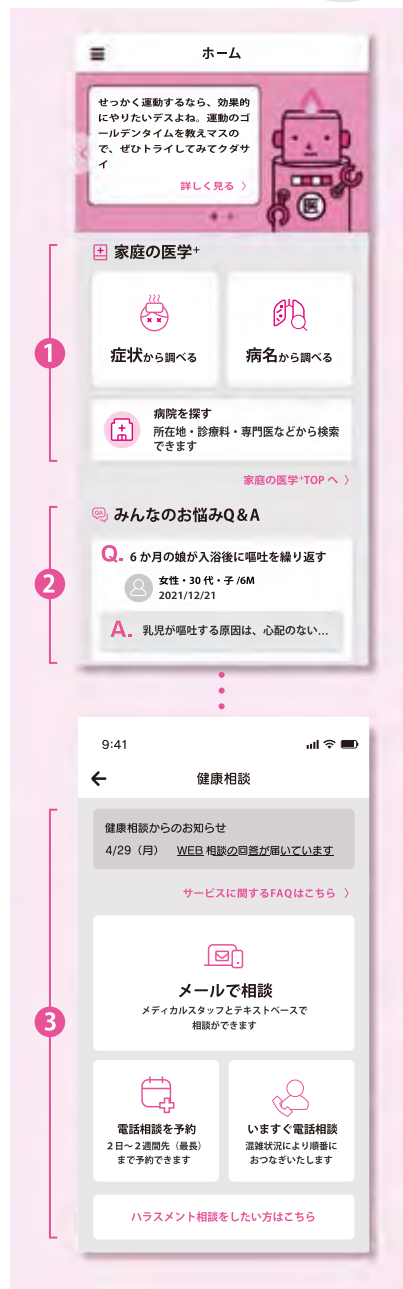 ホーム
せっかく運動するなら、効果的
にやりたいデスよね。運動のゴ
ールデンタイムを教えマスの
で、ぜひトライしてみてクダサ
イ
詳しく見る 〉
医
1
家庭の医学+
症状から調べる
病名から調べる
病院を探す
所在地・診療科・専門医などから検索
できます
家庭の医学+TOP へ 〉
2
QA みんなのお悩みQ&A
Q. 6 か月の娘が入浴後に嘔吐を繰り返す
女性・30 代・子 /6M
2021/12/21
A. 乳児が嘔吐する原因は、心配のない…
9:41
健康相談
3
健康相談からのお知らせ
4/29（月） WEB 相談の回答が届いています
サービスに関するFAQはこちら 〉
メールで相談
メディカルスタッフとテキストベースで
相談ができます
電話相談を予約
2 日〜 2 週間先（最長）
まで予約できます
いますぐ電話相談
混雑状況により順番に
おつなぎいたします
ハラスメント相談をしたい方はこちら